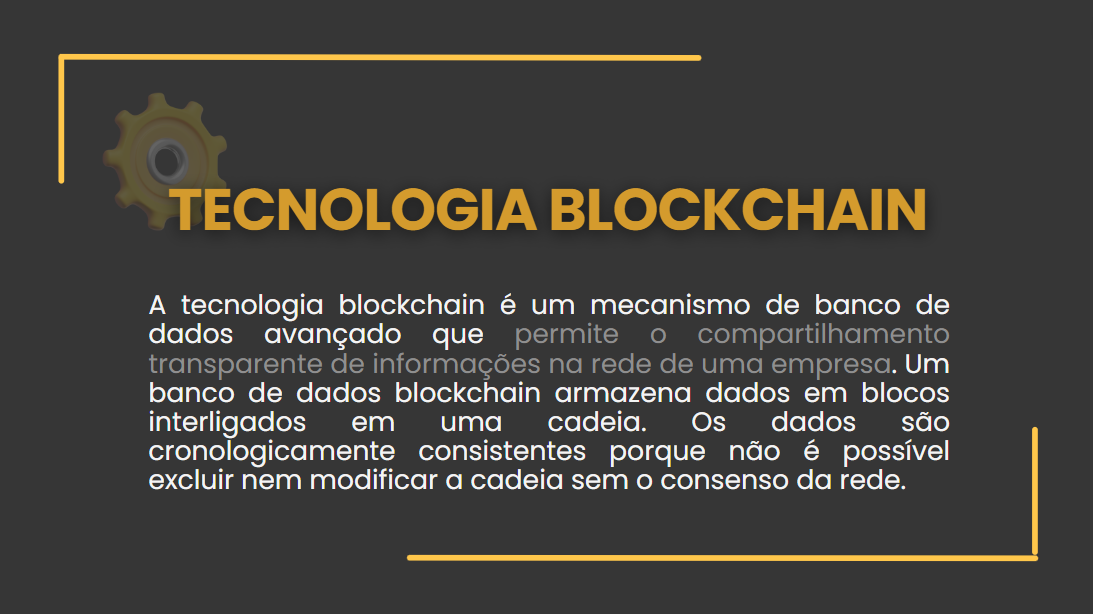 TECNOLOGIA BLOCKCHAIN
A tecnologia blockchain é um mecanismo de banco de
dados avançado que permite o compartilhamento
transparente de informações na rede de uma empresa. Um
banco de dados blockchain armazena dados em blocos
interligados em uma cadeia. Os dados são
cronologicamente consistentes porque não é possível
excluir nem modificar a cadeia sem o consenso da rede.